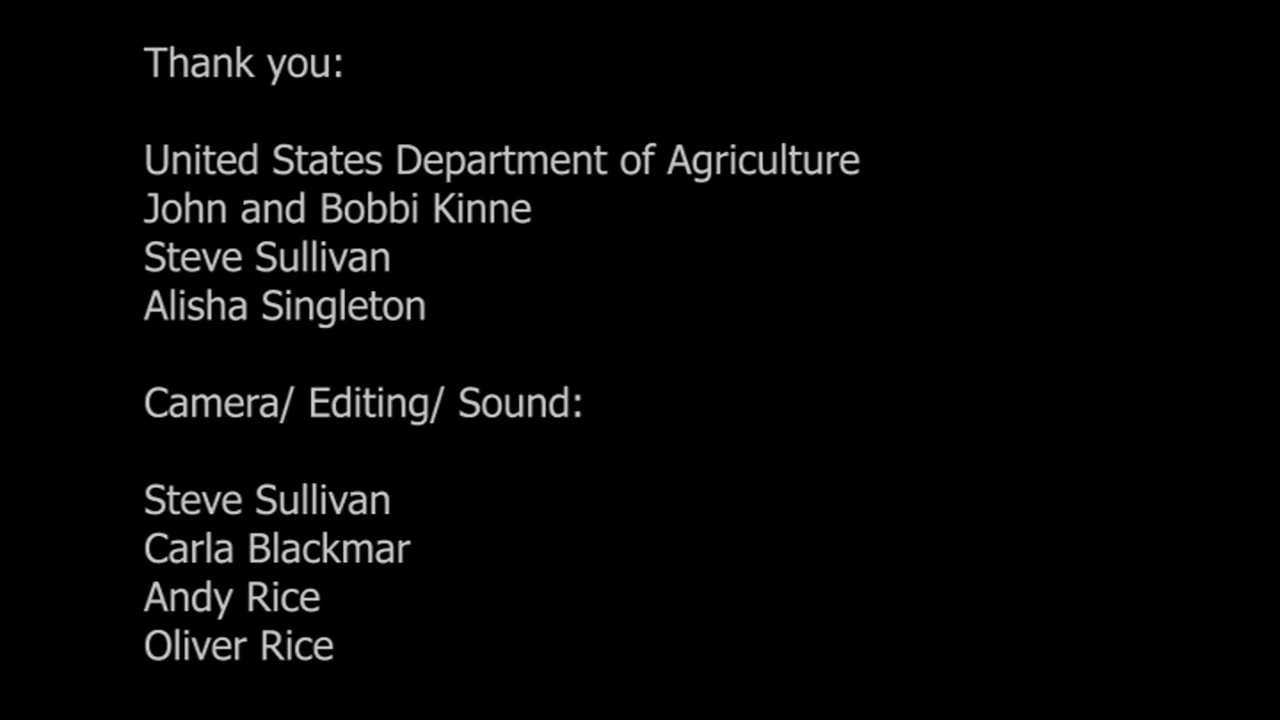 Thank you:
United States Department of Agriculture
John and Bobbi Kinne
Steve Sullivan
Alisha Singleton
Camera/ Editing/ Sound:
Steve Sullivan
Carla Blackmar
Andy Rice
Oliver Rice